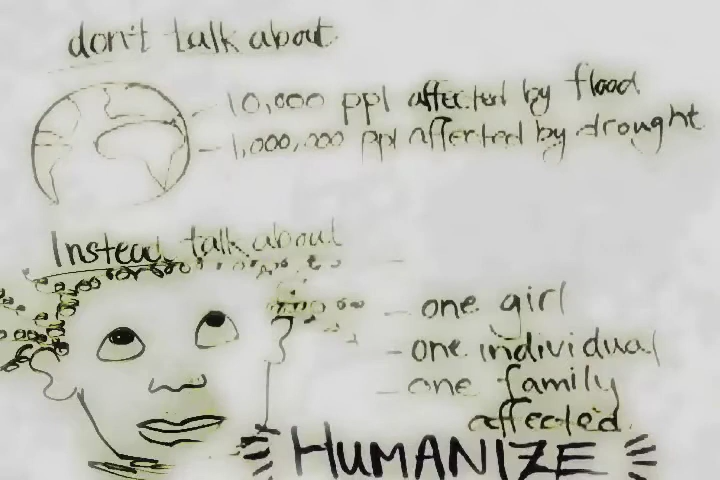 don't talk about
- 10,000 ppl affected by flood
- 1,000,000 ppl affected by drought
Instead talk about
- one girl
- one individual
- one family
affected.
HUMANIZE